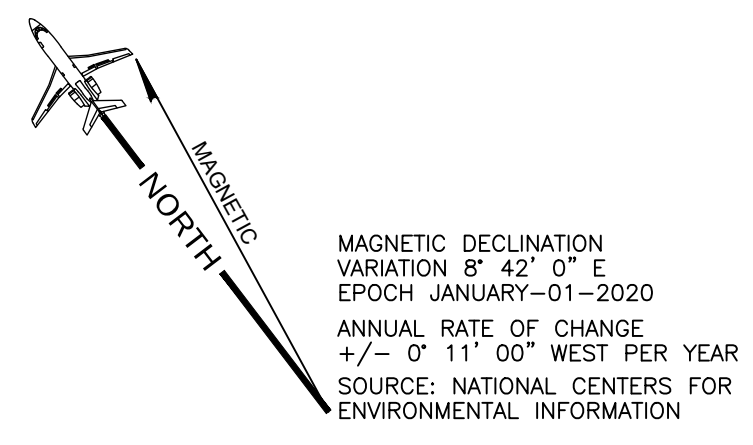 MAGNETIC
NORTH
MAGNETIC DECLINATION
VARIATION 8° 42' 0" E
EPOCH JANUARY-01-2020
ANNUAL RATE OF CHANGE
+/- 0° 11' 00" WEST PER YEAR
SOURCE: NATIONAL CENTERS FOR
ENVIRONMENTAL INFORMATION